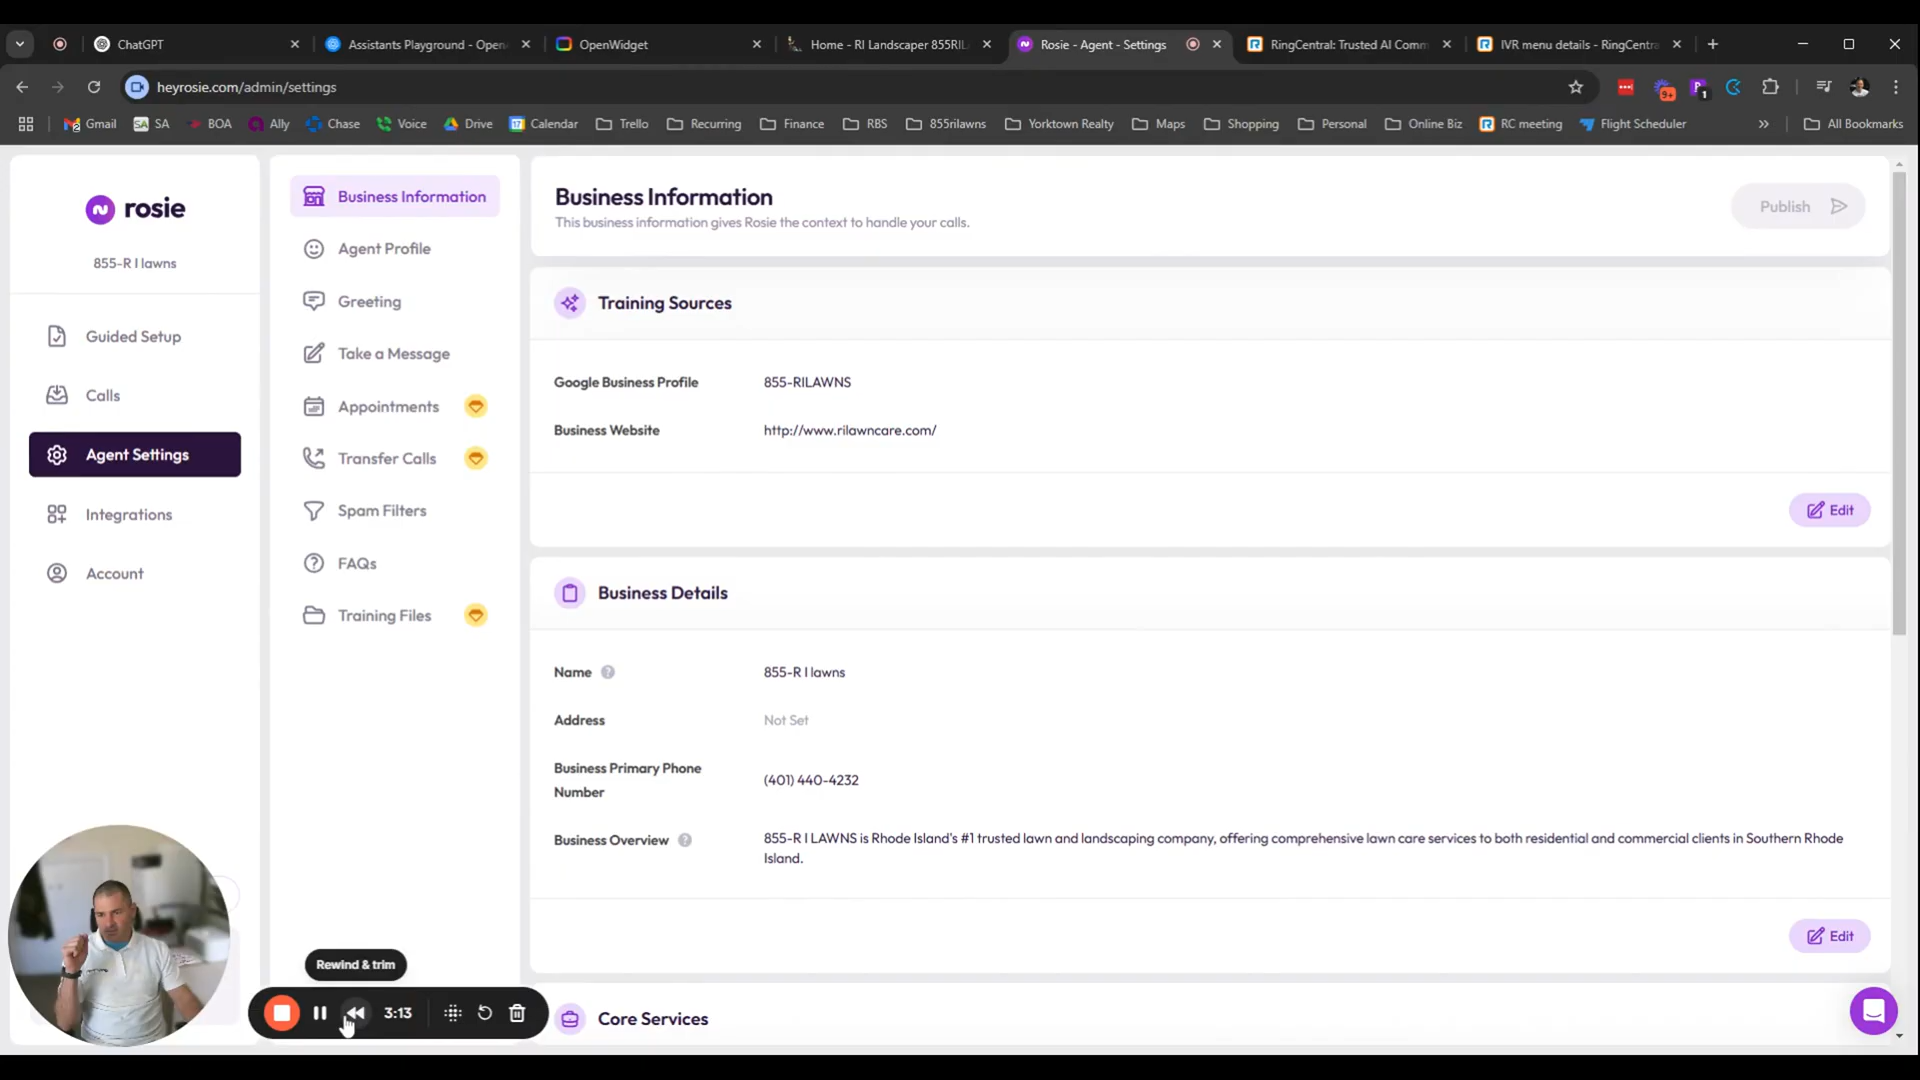 ChatGPT
Assistants Playground - Open
OpenWidget
Home - RI Landscaper 855RIL
Rosie - Agent - Settings
RingCentral: Trusted AI Comm
IVR menu details - RingCentra
heyrosie.com/admin/settings
9+
1
Gmail
SA
BOA
Ally
Chase
Voice
Drive
Calendar
Trello
Recurring
Finance
RBS
855rilawns
Yorktown Realty
Maps
Shopping
Personal
Online Biz
RC meeting
Flight Scheduler
All Bookmarks
rosie
855-R I lawns
Guided Setup
Calls
Agent Settings
Integrations
Account
Business Information
Agent Profile
Greeting
Take a Message
Appointments
Transfer Calls
Spam Filters
FAQs
Training Files
Business Information
This business information gives Rosie the context to handle your calls.
Publish
Training Sources
Google Business Profile
855-RILAWNS
Business Website
http://www.rilawncare.com/
Edit
Business Details
Name
855-R I lawns
Address
Not Set
Business Primary Phone
Number
(401) 440-4232
Business Overview
855-R I LAWNS is Rhode Island's #1 trusted lawn and landscaping company, offering comprehensive lawn care services to both residential and commercial clients in Southern Rhode
Island.
Edit
Core Services
Rewind & trim
3:13